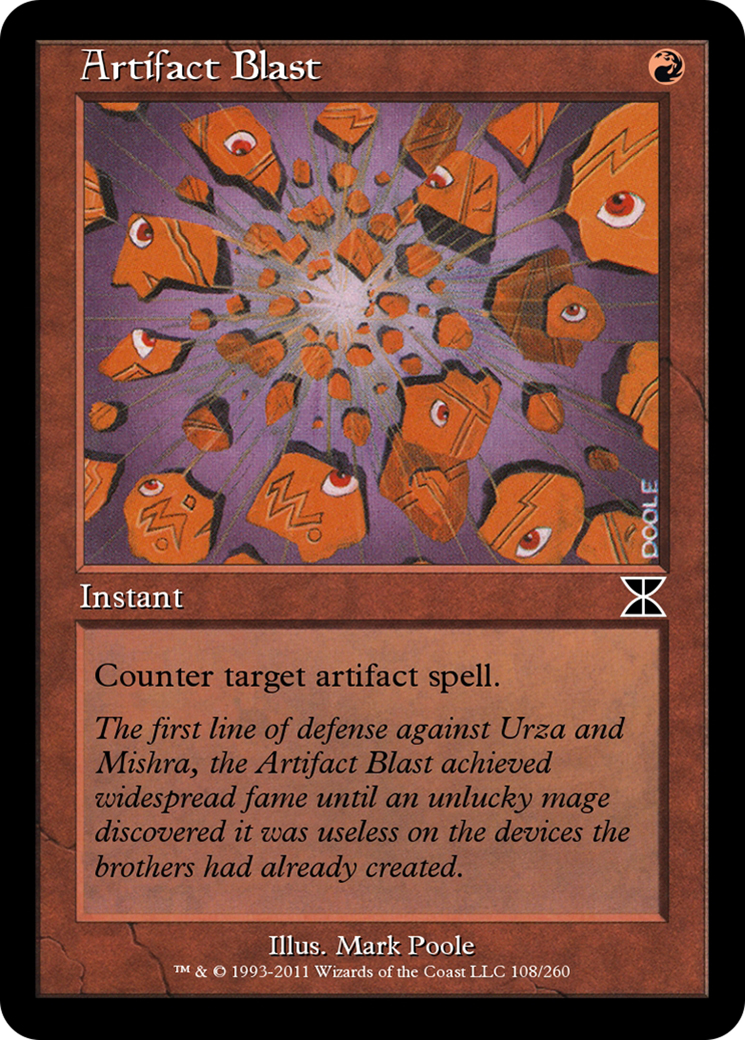 Artifact Blast
POOLE
Instant
Counter target artifact spell.
The first line of defense against Urza and
Mishra, the Artifact Blast achieved
widespread fame until an unlucky mage
discovered it was useless on the devices the
brothers had already created.
Illus. Mark Poole
™ & © 1993-2011 Wizards of the Coast LLC 108/260